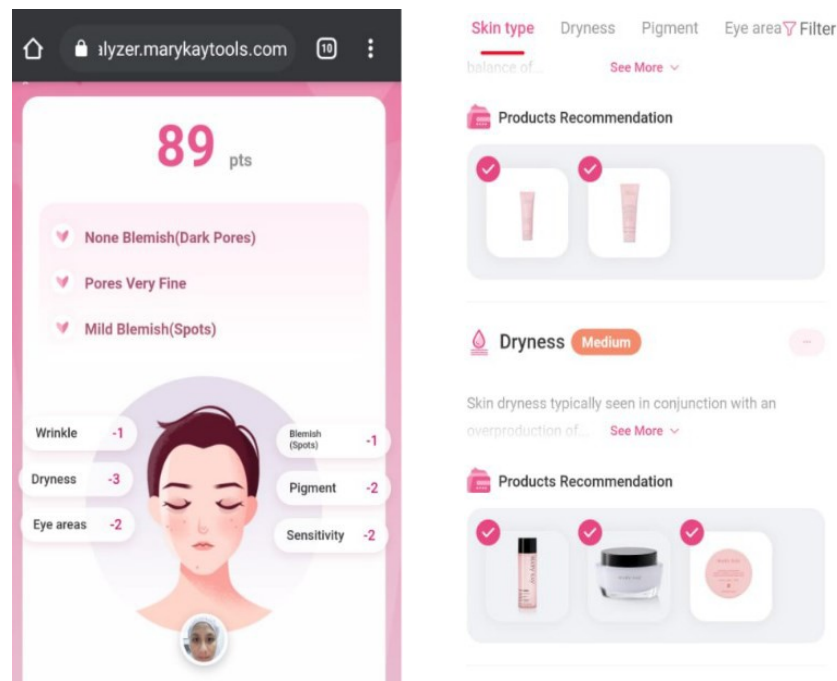 alyzer.marykaytools.com
10
89 pts
None Blemish(Dark Pores)
Pores Very Fine
Mild Blemish(Spots)
Wrinkle -1
Dryness -3
Eye areas -2
Blemish
(Spots) -1
Pigment -2
Sensitivity -2
Skin type Dryness Pigment Eye area Filter
balance of... See More
Products Recommendation
Dryness Medium
...
Skin dryness typically seen in conjunction with an
overproduction of... See More
Products Recommendation
MARY KAY